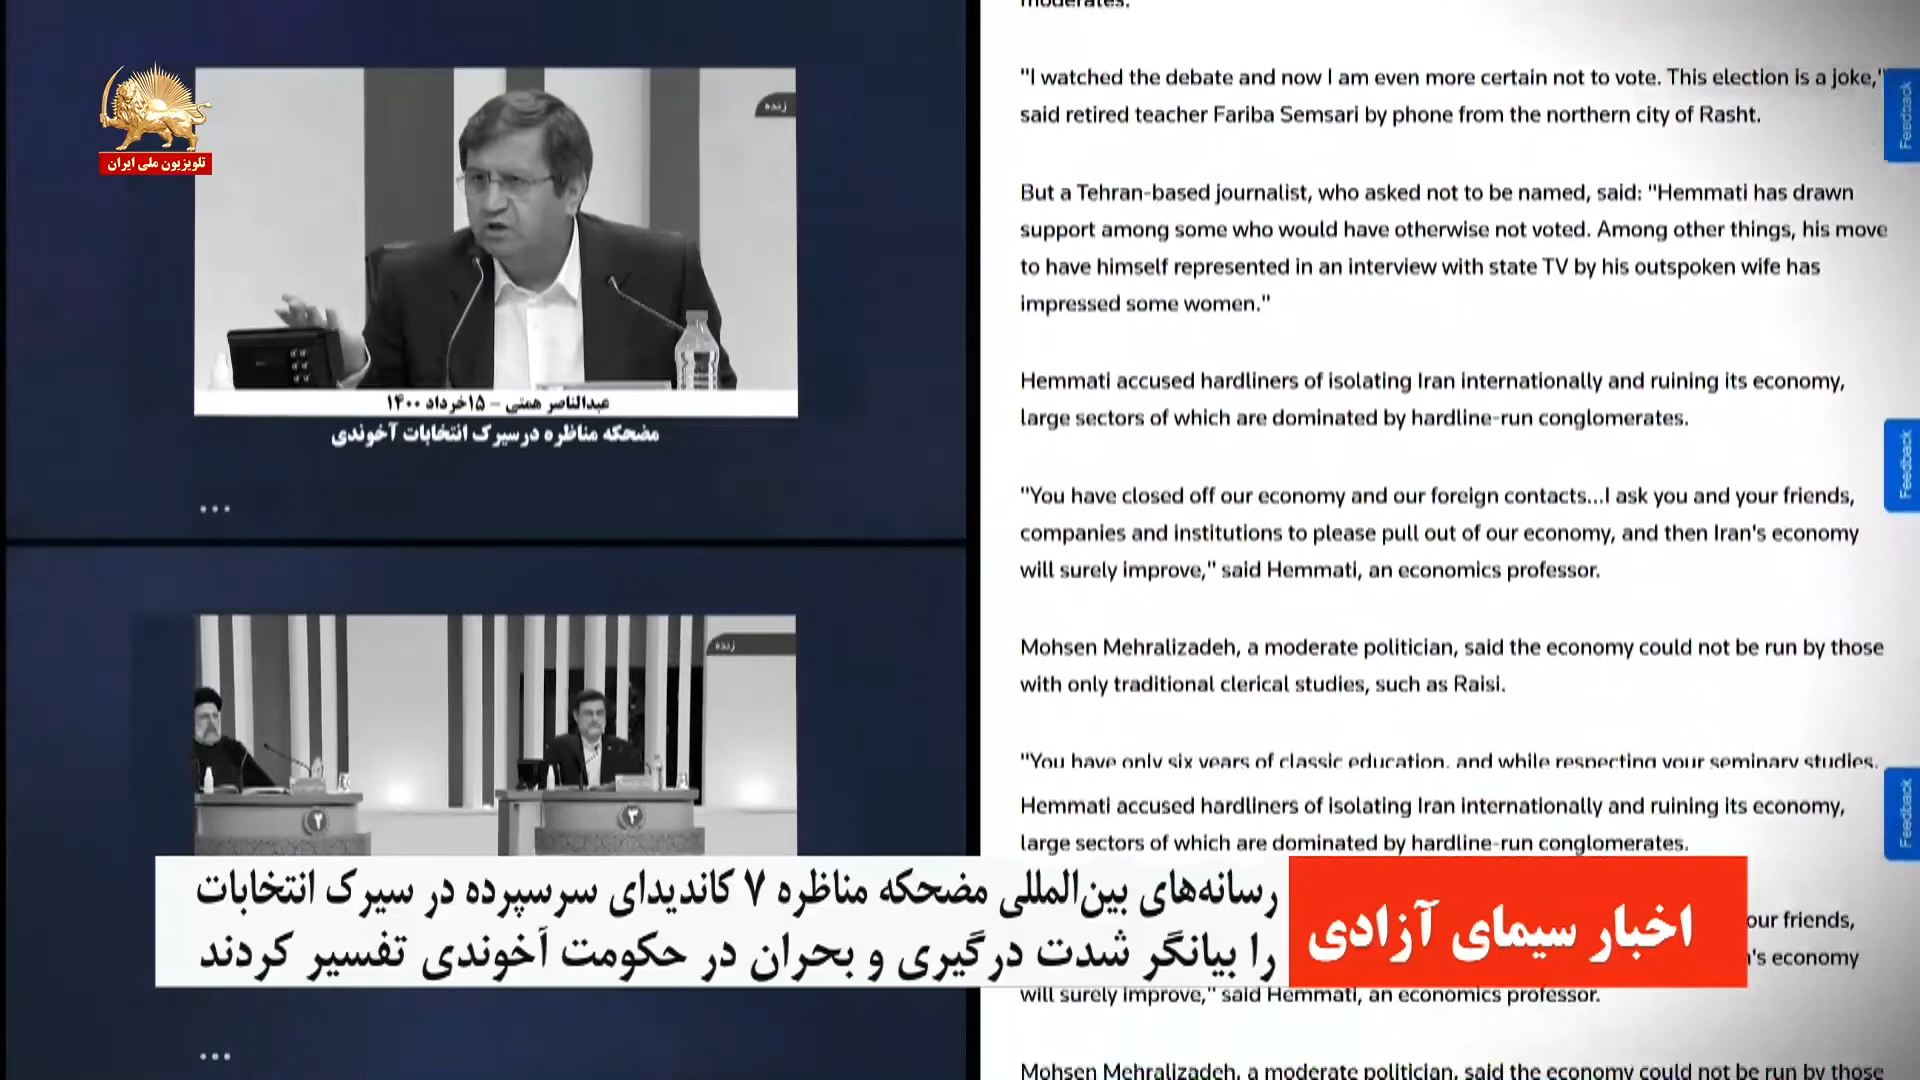 تلویزیون ملی ایران
زنده
عبدالناصر همتی – ۱۵خرداد ۱۴۰۰
مضحکه مناظره درسیرک انتخابات آخوندی
...
زنده
۲
۳
...
moderates.
"I watched the debate and now I am even more certain not to vote. This election is a joke,"
said retired teacher Fariba Semsari by phone from the northern city of Rasht.
But a Tehran-based journalist, who asked not to be named, said: "Hemmati has drawn
support among some who would have otherwise not voted. Among other things, his move
to have himself represented in an interview with state TV by his outspoken wife has
impressed some women."
Hemmati accused hardliners of isolating Iran internationally and ruining its economy,
large sectors of which are dominated by hardline-run conglomerates.
"You have closed off our economy and our foreign contacts...I ask you and your friends,
companies and institutions to please pull out of our economy, and then Iran's economy
will surely improve," said Hemmati, an economics professor.
Mohsen Mehralizadeh, a moderate politician, said the economy could not be run by those
with only traditional clerical studies, such as Raisi.
"You have only six years of classic education, and while respecting your seminary studies,
Hemmati accused hardliners of isolating Iran internationally and ruining its economy,
large sectors of which are dominated by hardline-run conglomerates.
our friends,
's economy
will surely improve," said Hemmati, an economics professor.
Mohsen Mehralizadeh, a moderate politician, said the economy could not be run by those
Feedback
Feedback
Feedback
اخبار سیمای آزادی
رسانه‌های بین‌المللی مضحکه مناظره ۷ کاندیدای سرسپرده در سیرک انتخابات
را بیانگر شدت درگیری و بحران در حکومت آخوندی تفسیر کردند